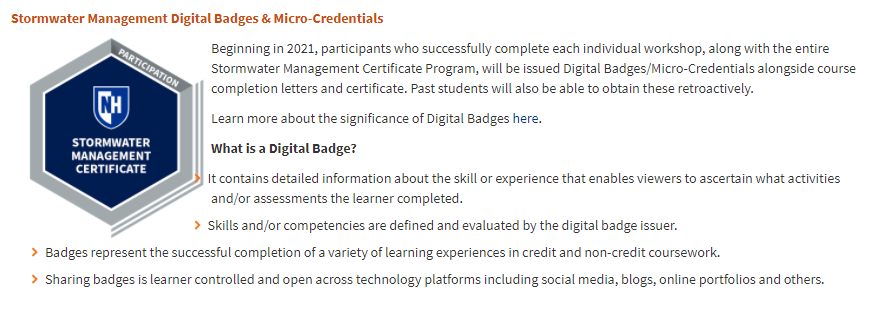 Stormwater Management Digital Badges & Micro-Credentials
PARTICIPATION
NH
STORMWATER
MANAGEMENT
CERTIFICATE
Beginning in 2021, participants who successfully complete each individual workshop, along with the entire
Stormwater Management Certificate Program, will be issued Digital Badges/Micro-Credentials alongside course
completion letters and certificate. Past students will also be able to obtain these retroactively.
Learn more about the significance of Digital Badges here.
What is a Digital Badge?
It contains detailed information about the skill or experience that enables viewers to ascertain what activities
and/or assessments the learner completed.
Skills and/or competencies are defined and evaluated by the digital badge issuer.
Badges represent the successful completion of a variety of learning experiences in credit and non-credit coursework.
Sharing badges is learner controlled and open across technology platforms including social media, blogs, online portfolios and others.